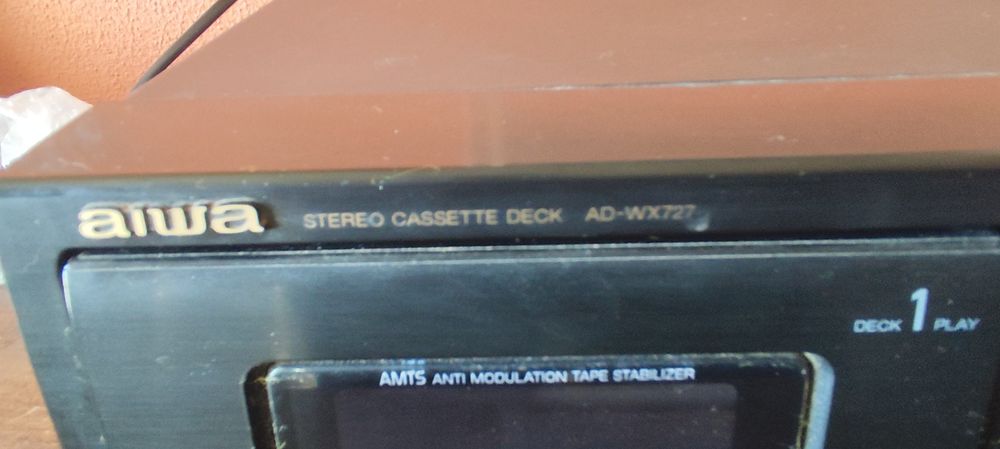 aiwa STEREO CASSETTE DECK AD-WX727
DECK 1 PLAY
AMTS ANTI MODULATION TAPE STABILIZER